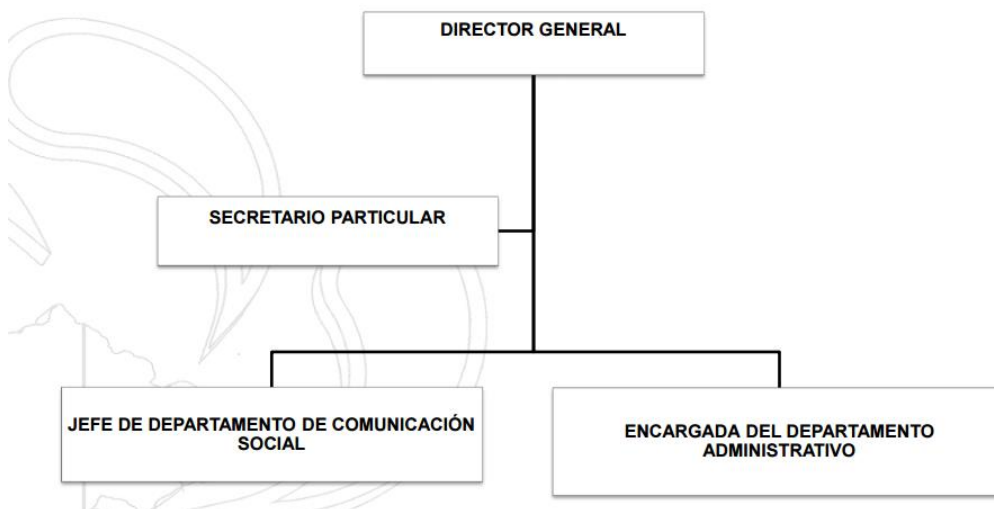 DIRECTOR GENERAL
SECRETARIO PARTICULAR
JEFE DE DEPARTAMENTO DE COMUNICACIÓN
SOCIAL
ENCARGADA DEL DEPARTAMENTO
ADMINISTRATIVO